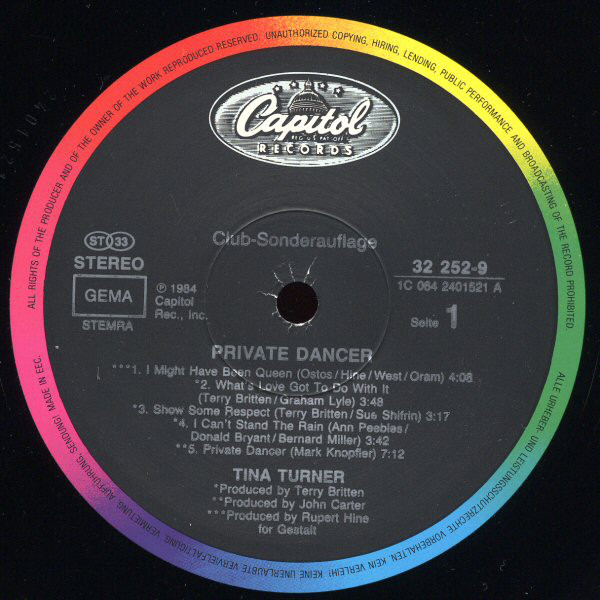 ALL RIGHTS OF THE PRODUCER AND OF THE OWNER OF THE WORK REPRODUCED RESERVED. UNAUTHORIZED COPYING, HIRING, LENDING, PUBLIC PERFORMANCE AND BROADCASTING OF THE RECORD PROHIBITED.
Capitol
REG. U.S. PAT. OFF.
RECORDS
Club-Sonderauflage
ST 33
STEREO
GEMA
STEMRA
℗ 1984
Capitol
Rec., Inc.
32 252-9
1C 064 2401521 A
Seite 1
PRIVATE DANCER
***1. I Might Have Been Queen (Ostos/Hine/West/Oram) 4:08
*2. What's Love Got To Do With It
(Terry Britten/Graham Lyle) 3:48
*3. Show Some Respect (Terry Britten/Sue Shifrin) 3:17
*4. I Can't Stand The Rain (Ann Peebles/
Donald Bryant/Bernard Miller) 3:42
**5. Private Dancer (Mark Knopfler) 7:12
TINA TURNER
*Produced by Terry Britten
**Produced by John Carter
***Produced by Rupert Hine
for Gestalt
ALLE URHEBER- UND LEISTUNGSSCHUTZRECHTE VORBEHALTEN. KEIN VERLEIH! KEINE UNERLAUBTE VERVIELFÄLTIGUNG, VERMIETUNG, AUFFÜHRUNG, SENDUNG! MADE IN EEC.